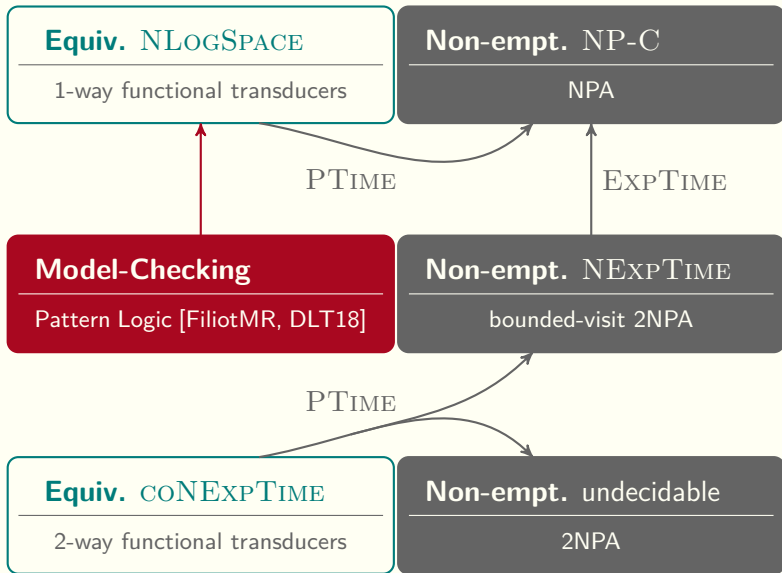 Equiv. NLogSpace
1-way functional transducers
Non-empt. NP-C
NPA
PTime
ExpTime
Model-Checking
Pattern Logic [FiliotMR, DLT18]
Non-empt. NExpTime
bounded-visit 2NPA
PTime
Equiv. coNExpTime
2-way functional transducers
Non-empt. undecidable
2NPA